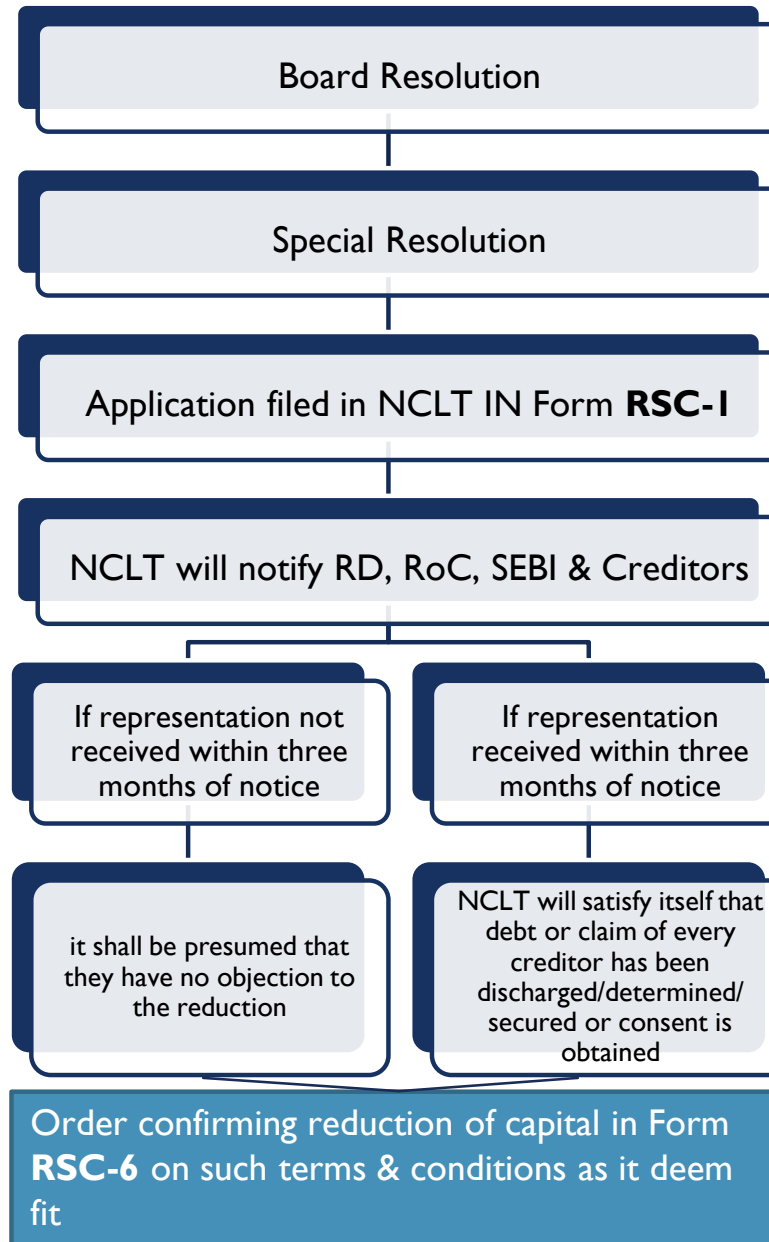 Board Resolution
Special Resolution
Application filed in NCLT IN Form RSC-1
NCLT will notify RD, RoC, SEBI & Creditors
If representation not
received within three
months of notice
If representation
received within three
months of notice
it shall be presumed that
they have no objection to
the reduction
NCLT will satisfy itself that
debt or claim of every
creditor has been
discharged/determined/
secured or consent is
obtained
Order confirming reduction of capital in Form
RSC-6 on such terms & conditions as it deem
fit